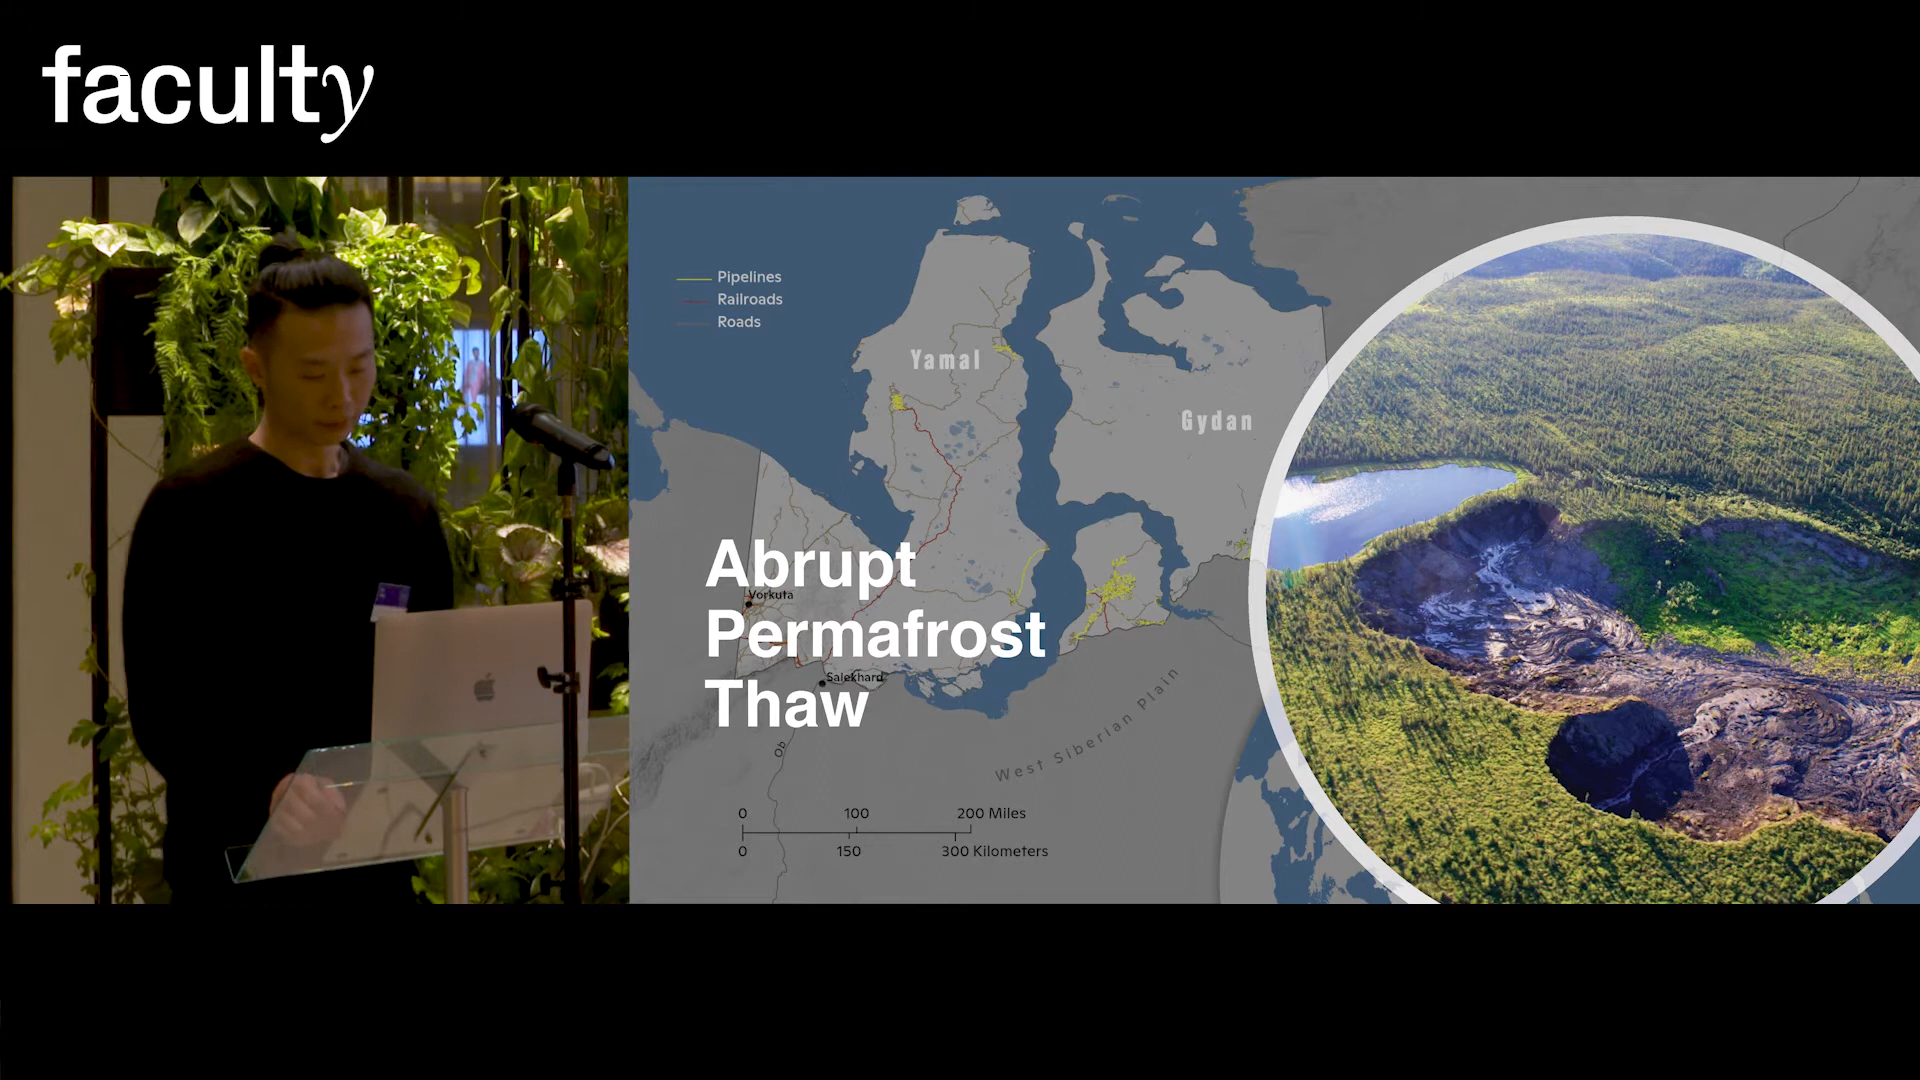 faculty
Pipelines
Railroads
Roads
Yamal
Gydan
Abrupt
Permafrost
Thaw
Vorkuta
Salekhard
Ob
West Siberian Plain
0 100 200 Miles
0 150 300 Kilometers